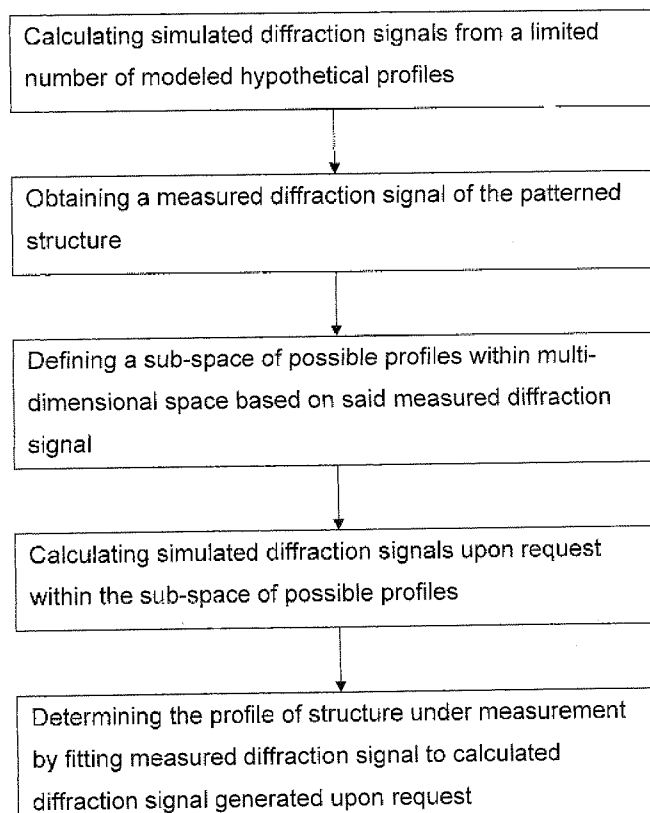 Calculating simulated diffraction signals from a limited
number of modeled hypothetical profiles
Obtaining a measured diffraction signal of the patterned
structure
Defining a sub-space of possible profiles within multi-
dimensional space based on said measured diffraction
signal
Calculating simulated diffraction signals upon request
within the sub-space of possible profiles
Determining the profile of structure under measurement
by fitting measured diffraction signal to calculated
diffraction signal generated upon request